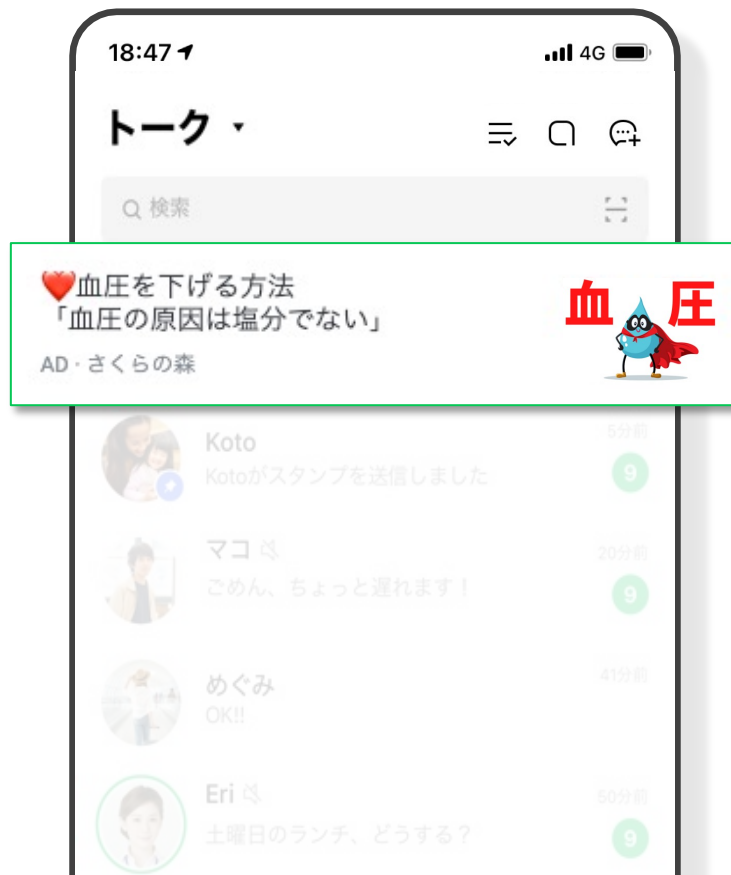 18:47
4G
トーク
検索
❤️血圧を下げる方法
「血圧の原因は塩分でない」
AD・さくらの森
血圧
Koto
5分前
Kotoがスタンプを送信しました
9
マコ
20分前
ごめん、ちょっと遅れます！
9
めぐみ
41分前
OK!!
Eri
50分前
土曜日のランチ、どうする？
9